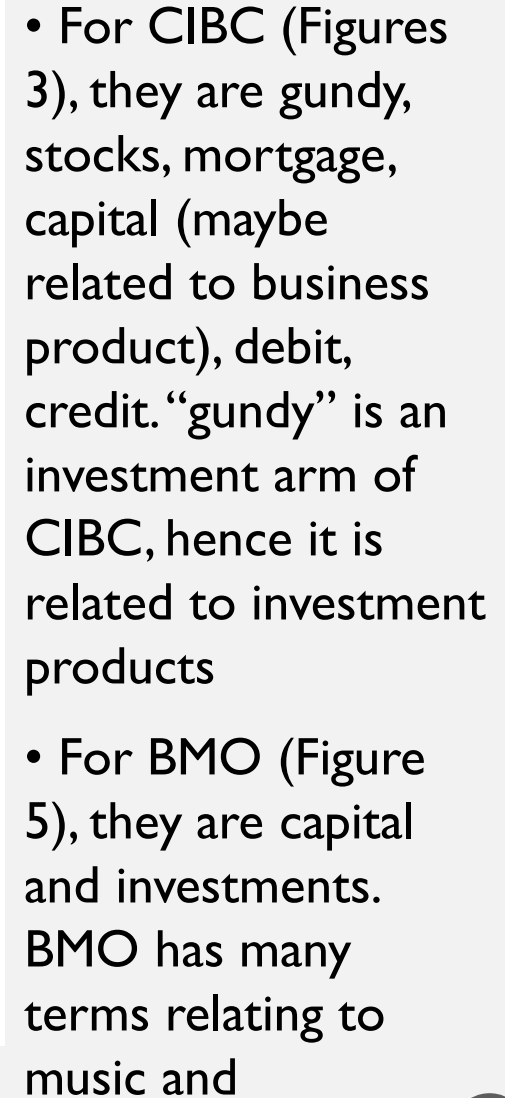 • For CIBC (Figures
3), they are gundy,
stocks, mortgage,
capital (maybe
related to business
product), debit,
credit. “gundy” is an
investment arm of
CIBC, hence it is
related to investment
products
• For BMO (Figure
5), they are capital
and investments.
BMO has many
terms relating to
music and